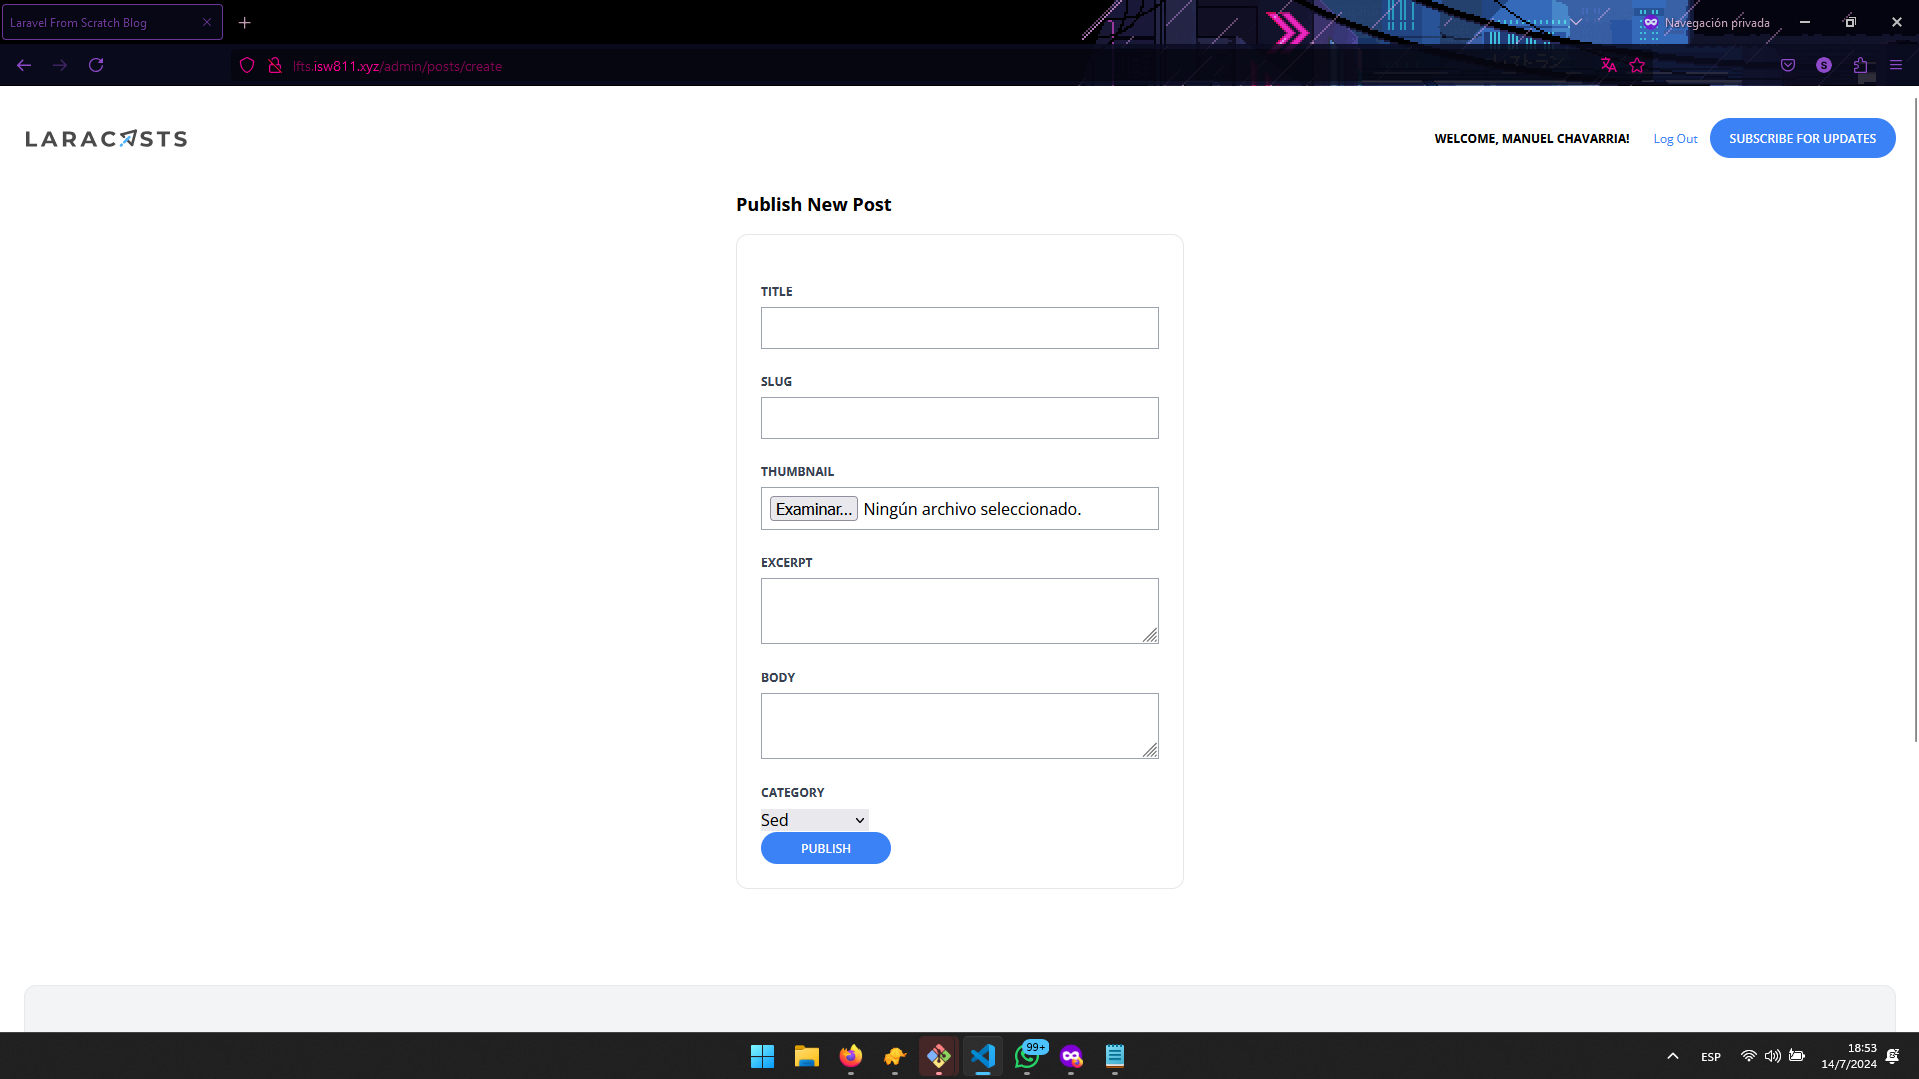 Laravel From Scratch Blog
Navegación privada
lfts.isw811.xyz/admin/posts/create
LARACASTS
WELCOME, MANUEL CHAVARRIA!
Log Out
SUBSCRIBE FOR UPDATES
Publish New Post
TITLE
SLUG
THUMBNAIL
Examinar... Ningún archivo seleccionado.
EXCERPT
BODY
CATEGORY
Sed
PUBLISH
99+
ESP
18:53
14/7/2024